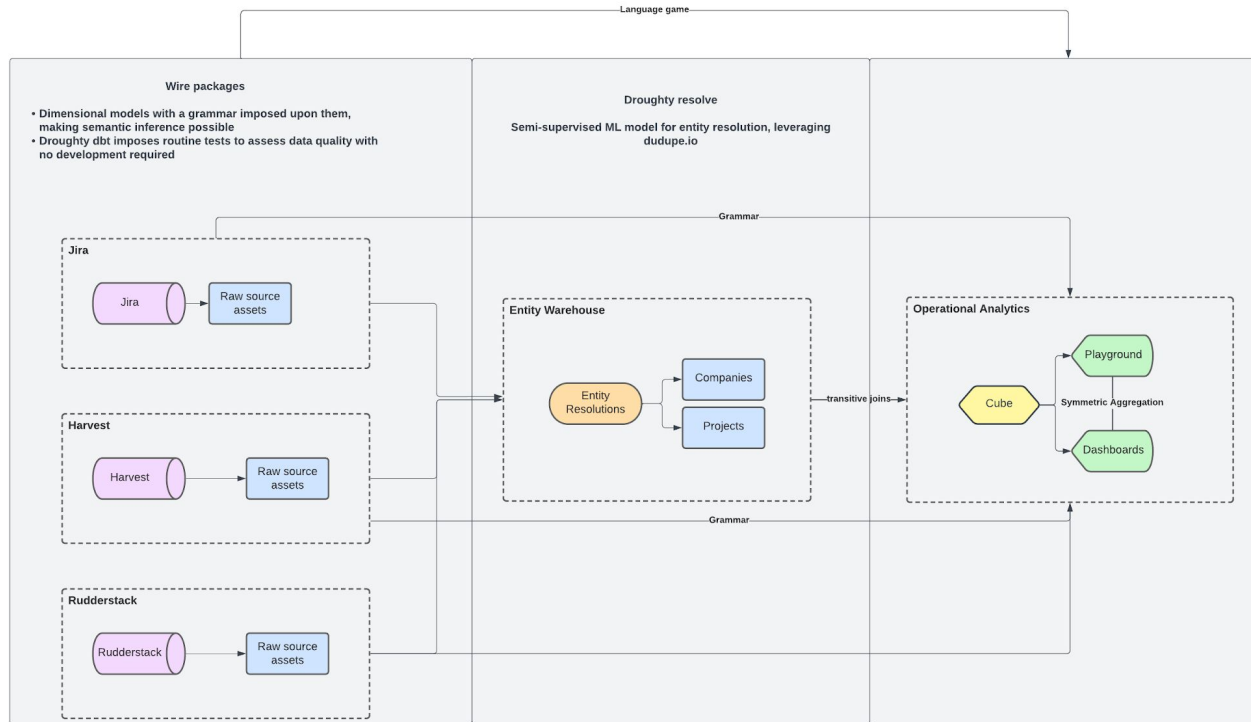 Language game
Wire packages
• Dimensional models with a grammar imposed upon them,
making semantic inference possible
• Droughty dbt imposes routine tests to assess data quality with
no development required
Droughty resolve
Semi-supervised ML model for entity resolution, leveraging
dudupe.io
Grammar
Jira
Jira
Raw source
assets
Entity Warehouse
Entity
Resolutions
Companies
Projects
transitive joins
Operational Analytics
Cube
Playground
Symmetric Aggregation
Dashboards
Harvest
Harvest
Raw source
assets
Grammar
Rudderstack
Rudderstack
Raw source
assets